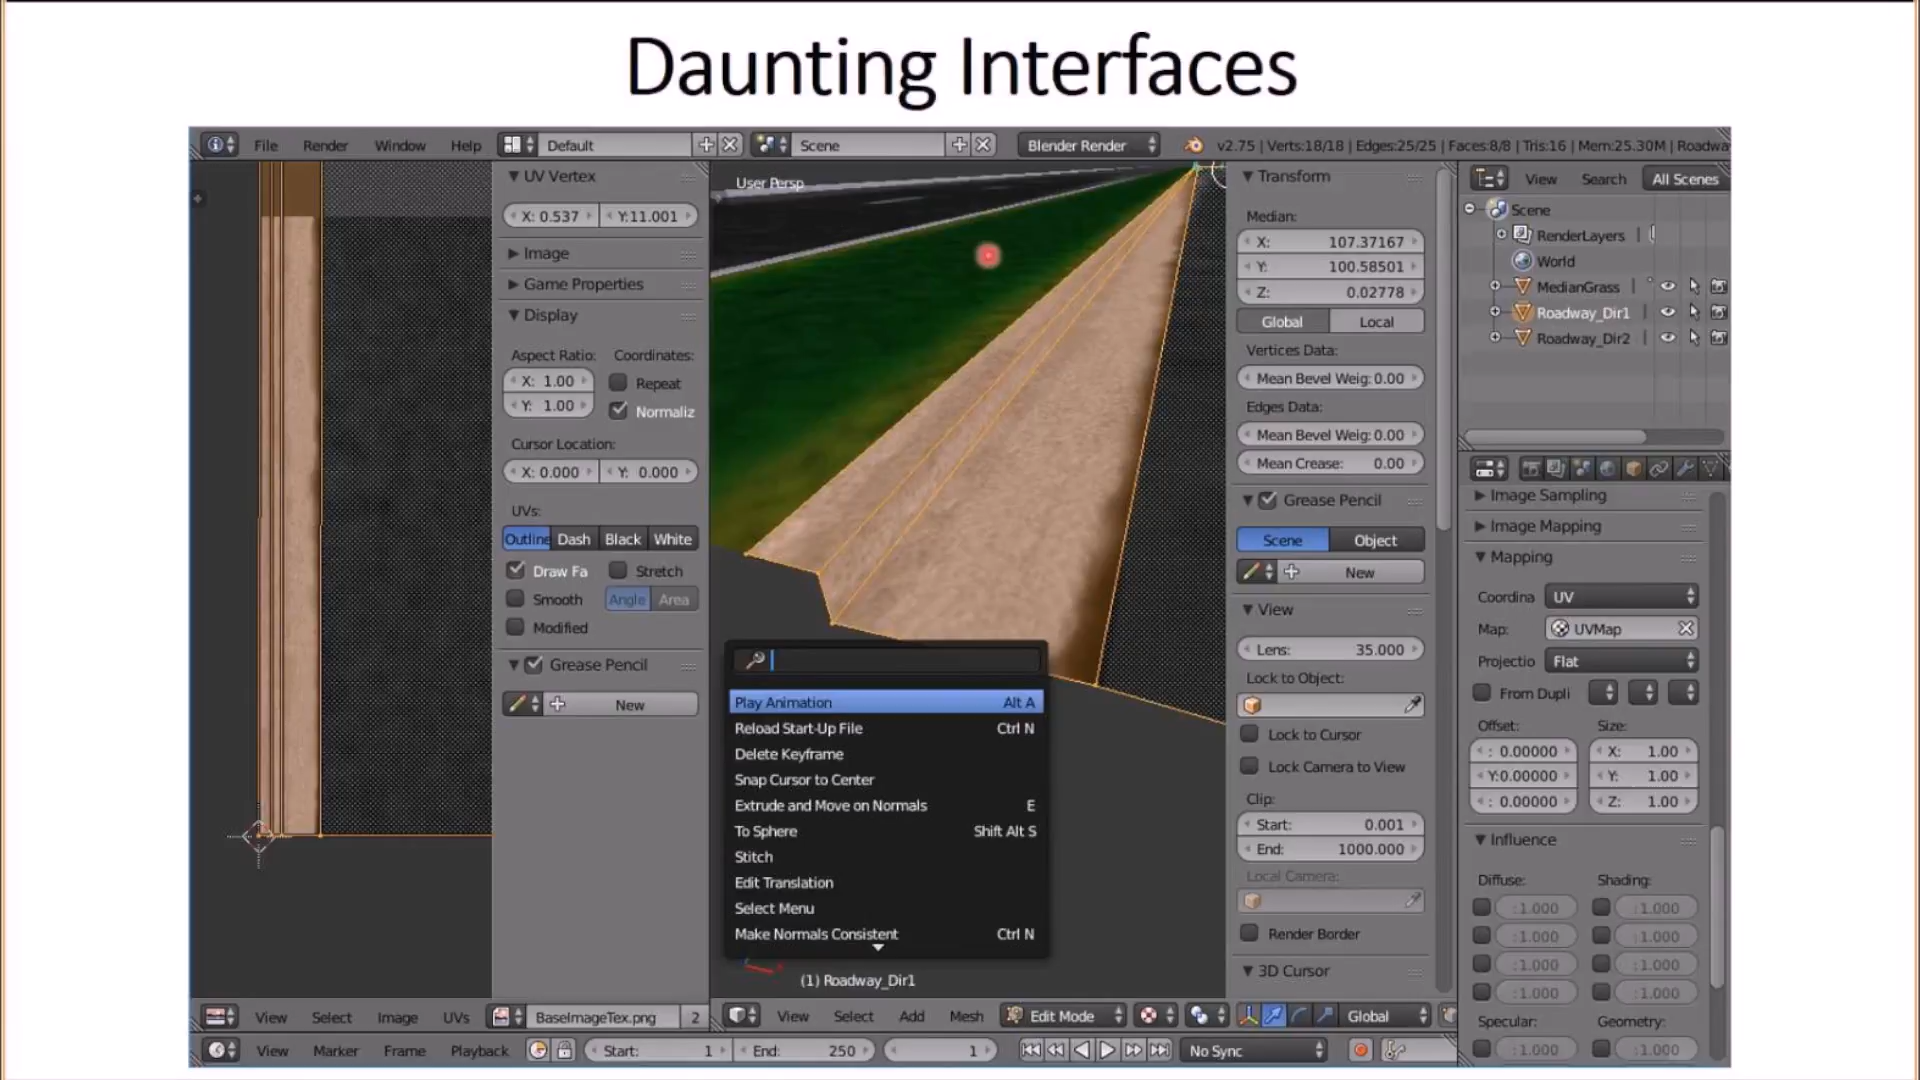 Daunting Interfaces
File Render Window Help Default Scene Blender Render v2.75 | Verts:18/18 | Edges:25/25 | Faces:8/8 | Tris:16 | Mem:25.30M | Roadwa
UV Vertex
X: 0.537 Y:11.001
Image
Game Properties
Display
Aspect Ratio: Coordinates:
X: 1.00 Repeat
Y: 1.00 Normaliz
Cursor Location:
X: 0.000 Y: 0.000
UVs:
Outline Dash Black White
Draw Fa Stretch
Smooth Angle Area
Modified
Grease Pencil
New
User Persp
Play Animation Alt A
Reload Start-Up File Ctrl N
Delete Keyframe
Snap Cursor to Center
Extrude and Move on Normals E
To Sphere Shift Alt S
Stitch
Edit Translation
Select Menu
Make Normals Consistent Ctrl N
(1) Roadway_Dir1
Transform
Median:
X: 107.37167
Y: 100.58501
Z: 0.02778
Global Local
Vertices Data:
Mean Bevel Weig: 0.00
Edges Data:
Mean Bevel Weig: 0.00
Mean Crease: 0.00
Grease Pencil
Scene Object
New
View
Lens: 35.000
Lock to Object:
Lock to Cursor
Lock Camera to View
Clip:
Start: 0.001
End: 1000.000
Local Camera:
Render Border
3D Cursor
View Search All Scenes
Scene
RenderLayers
World
MedianGrass
Roadway_Dir1
Roadway_Dir2
Image Sampling
Image Mapping
Mapping
Coordina UV
Map: UVMap
Projectio Flat
From Dupli
Offset: Size:
: 0.00000 X: 1.00
Y:0.00000 Y: 1.00
: 0.00000 Z: 1.00
Influence
Diffuse: Shading:
:1.000 :1.000
:1.000 :1.000
:1.000 :1.000
:1.000 :1.000
Specular: Geometry:
:1.000 :1.000
View Select Image UVs BaseImageTex.png 2 View Select Add Mesh Edit Mode Global
View Marker Frame Playback Start: 1 End: 250 1 No Sync